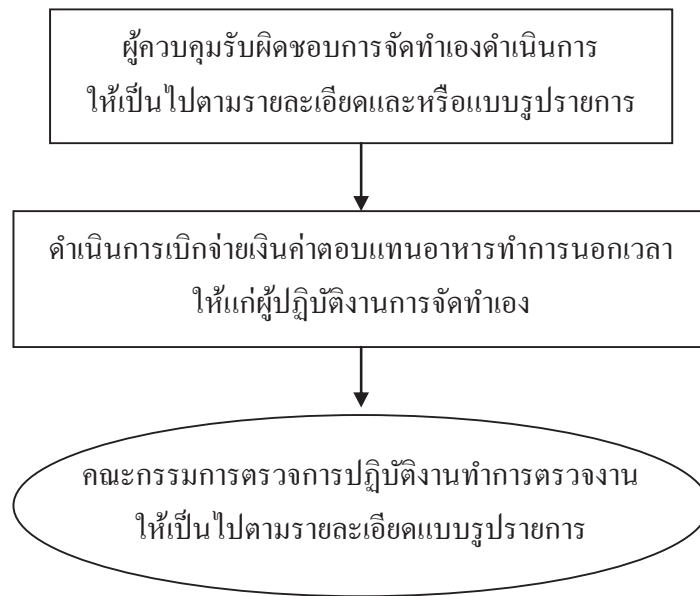 ผู้ควบคุมรับผิดชอบการจัดทำเองดำเนินการ
ให้เป็นไปตามรายละเอียดและหรือแบบรูปรายการ
ดำเนินการเบิกจ่ายเงินค่าตอบแทนอาหารทำการนอกเวลา
ให้แก่ผู้ปฏิบัติงานการจัดทำเอง
คณะกรรมการตรวจการปฏิบัติงานทำการตรวจงาน
ให้เป็นไปตามรายละเอียดแบบรูปรายการ